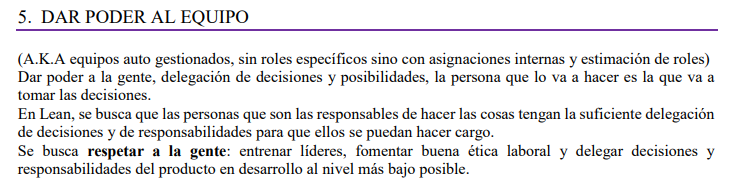 5. DAR PODER AL EQUIPO
(A.K.A equipos auto gestionados, sin roles específicos sino con asignaciones internas y estimación de roles)
Dar poder a la gente, delegación de decisiones y posibilidades, la persona que lo va a hacer es la que va a
tomar las decisiones.
En Lean, se busca que las personas que son las responsables de hacer las cosas tengan la suficiente delegación
de decisiones y de responsabilidades para que ellos se puedan hacer cargo.
Se busca respetar a la gente: entrenar líderes, fomentar buena ética laboral y delegar decisiones y
responsabilidades del producto en desarrollo al nivel más bajo posible.